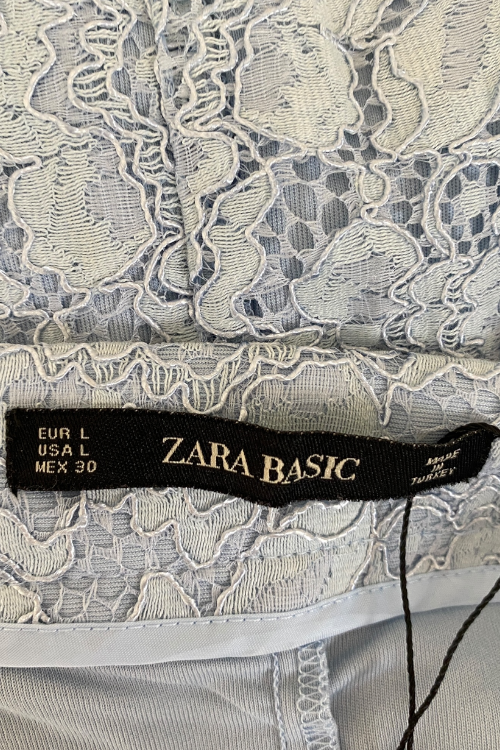 EUR L
USA L
MEX 30
ZARA BASIC
MADE
IN
TURKEY